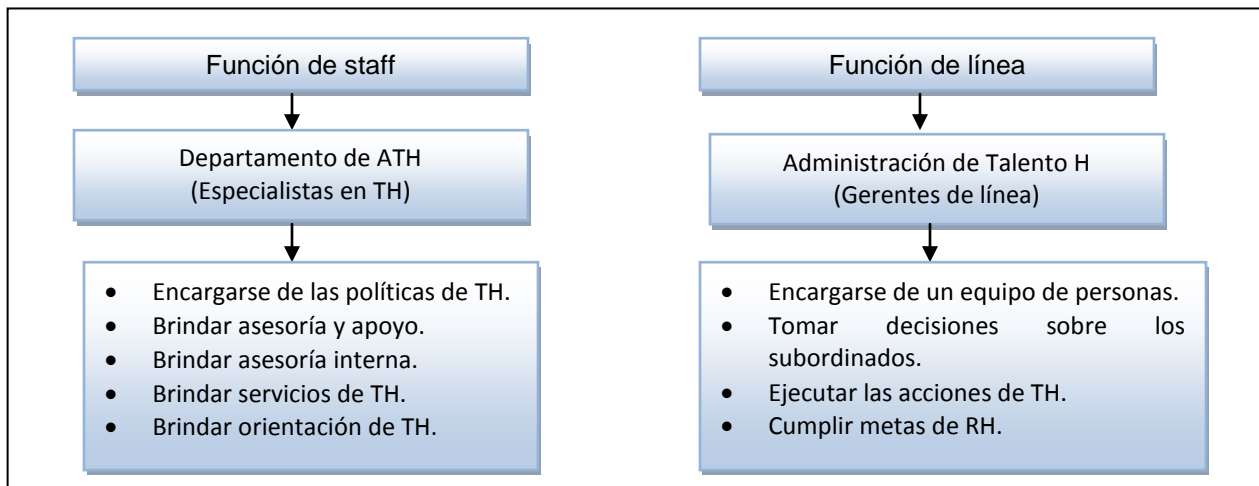 Función de staff
Departamento de ATH
(Especialistas en TH)
• Encargarse de las políticas de TH.
• Brindar asesoría y apoyo.
• Brindar asesoría interna.
• Brindar servicios de TH.
• Brindar orientación de TH.
Función de línea
Administración de Talento H
(Gerentes de línea)
• Encargarse de un equipo de personas.
• Tomar decisiones sobre los
subordinados.
• Ejecutar las acciones de TH.
• Cumplir metas de RH.